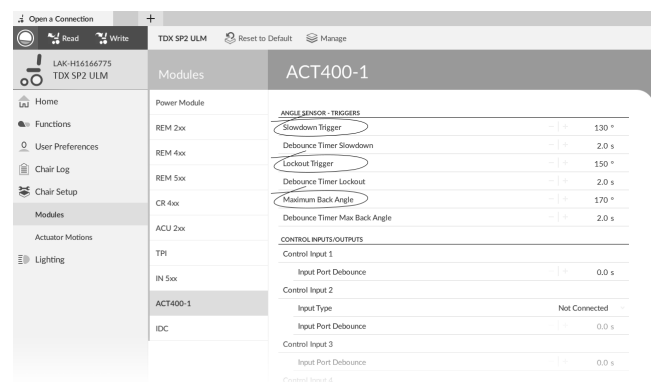 Open a Connection
+
Read
Write
TDX SP2 ULM
Reset to Default
Manage
LAK-H16166775
TDX SP2 ULM
Modules
ACT400-1
Home
Functions
User Preferences
Chair Log
Chair Setup
Modules
Actuator Motions
Lighting
Power Module
REM 2xx
REM 4xx
REM 5xx
CR 4xx
ACU 2xx
TPI
IN 5xx
ACT400-1
IDC
ANGLE SENSOR - TRIGGERS
Slowdown Trigger - + 130 °
Debounce Timer Slowdown - + 2.0 s
Lockout Trigger - + 150 °
Debounce Timer Lockout - + 2.0 s
Maximum Back Angle - + 170 °
Debounce Timer Max Back Angle - + 2.0 s
CONTROL INPUTS/OUTPUTS
Control Input 1
Input Port Debounce - + 0.0 s
Control Input 2
Input Type Not Connected
Input Port Debounce - + 0.0 s
Control Input 3
Input Port Debounce - + 0.0 s
Control Input 4